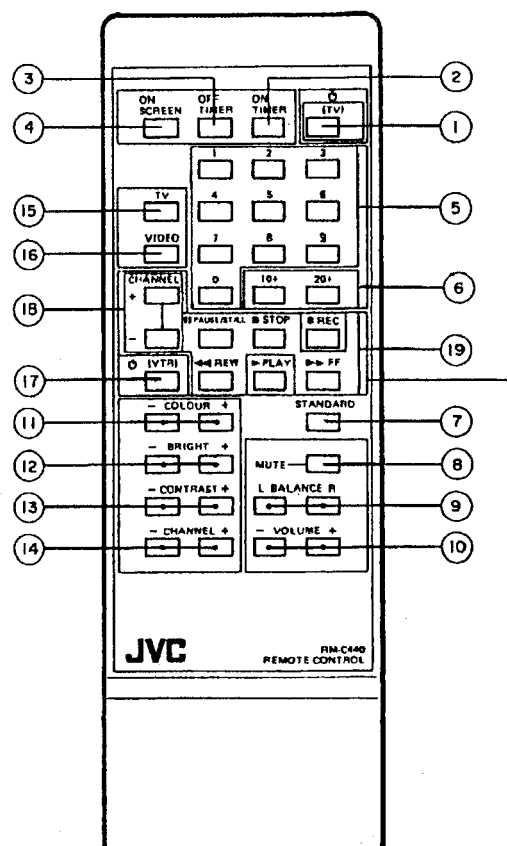 3 2
ON SCREEN OFF TIMER ON TIMER ⏻ (TV)
4 1
1 2 3
15 TV 4 5 6 5
16 VIDEO 7 8 9
CHANNEL 0 10+ 20+ 6
+
18 PAUSE/STILL STOP REC
-
19
⏻ (VTR) ◀◀ REW ▶ PLAY ▶▶ FF
17
- COLOUR + STANDARD
11 7
- BRIGHT +
12 MUTE 8
- CONTRAST + L BALANCE R
13 9
- CHANNEL + - VOLUME +
14 10
JVC RM-C440
REMOTE CONTROL